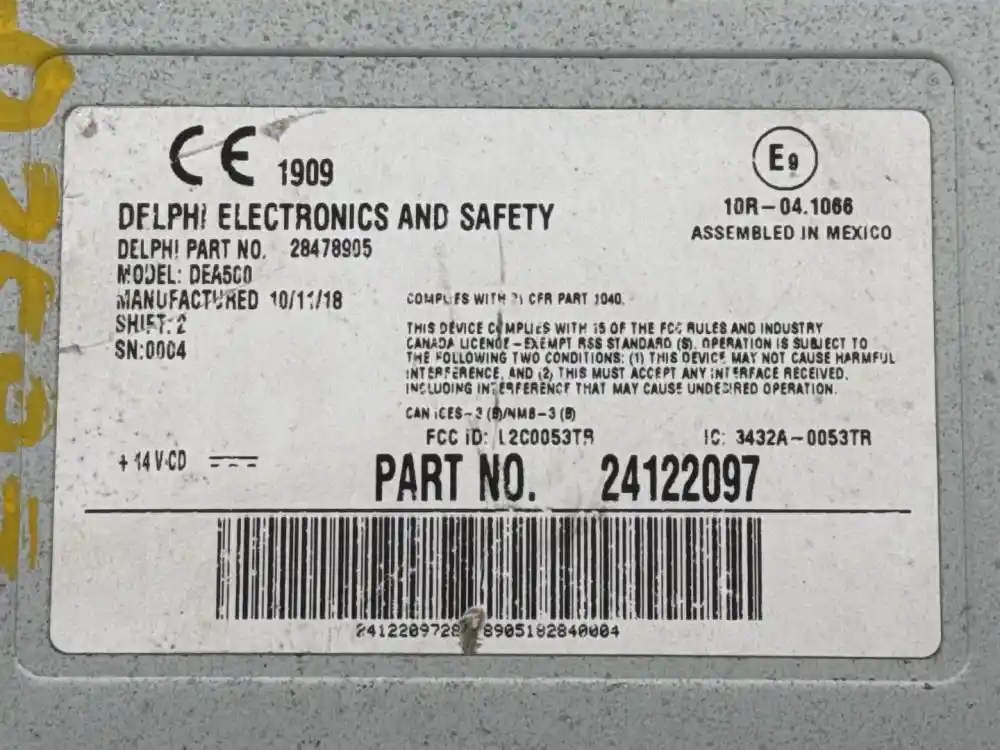 CE 1909
E9
10R-04.1066
ASSEMBLED IN MEXICO
DELPHI ELECTRONICS AND SAFETY
DELPHI PART NO. 28478905
MODEL: DEA500
MANUFACTURED 10/11/18
SHIFT: 2
SN:0004
COMPLIES WITH 21 CFR PART 1040.
THIS DEVICE COMPLIES WITH 15 OF THE FCC RULES AND INDUSTRY
CANADA LICENCE-EXEMPT RSS STANDARD (S). OPERATION IS SUBJECT TO
THE FOLLOWING TWO CONDITIONS: (1) THIS DEVICE MAY NOT CAUSE HARMFUL
INTERFERENCE, AND (2) THIS MUST ACCEPT ANY INTERFACE RECEIVED,
INCLUDING INTERFERENCE THAT MAY CAUSE UNDESIRED OPERATION.
CAN ICES-3 (B)/NMB-3 (B)
FCC ID: L2C0053TR IC: 3432A-0053TR
+ 14 V-CD
PART NO. 24122097